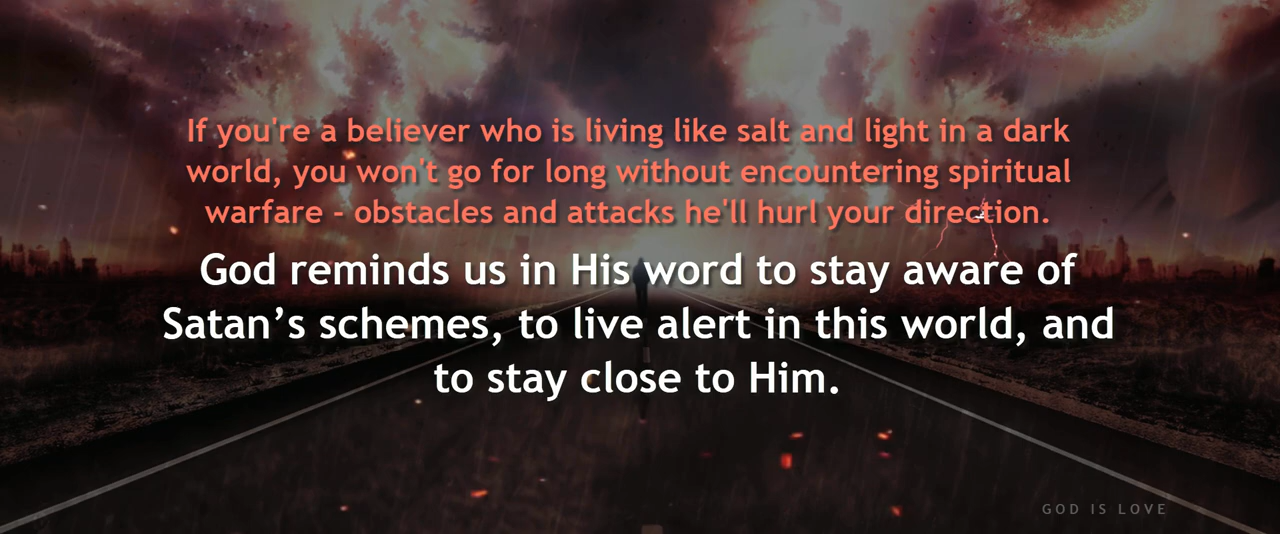 If you're a believer who is living like salt and light in a dark
world, you won't go for long without encountering spiritual
warfare - obstacles and attacks he'll hurl your direction.
God reminds us in His word to stay aware of
Satan’s schemes, to live alert in this world, and
to stay close to Him.
GOD IS LOVE